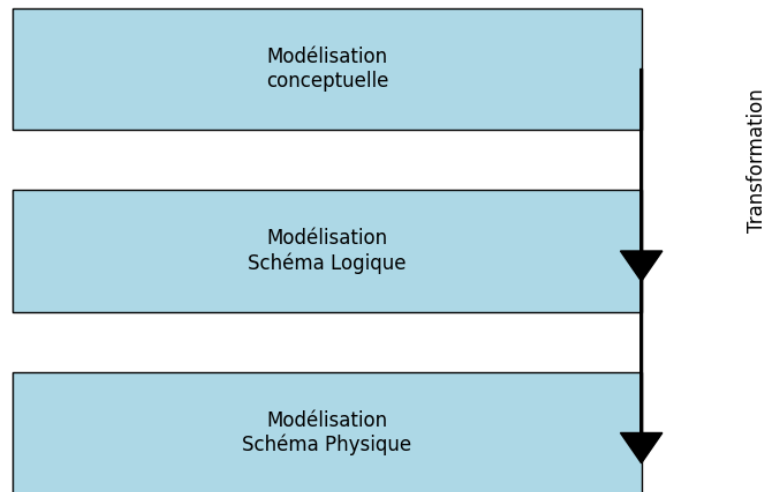 Modélisation
conceptuelle
Transformation
Modélisation
Schéma Logique
Modélisation
Schéma Physique